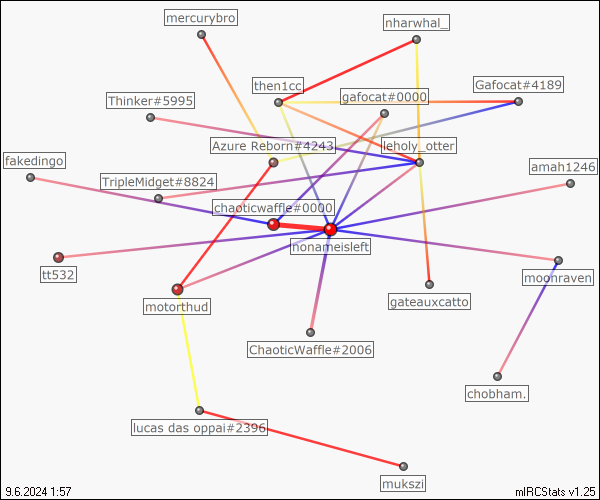 mercurybro
nharwhal_
then1cc
gafocat#0000
Gafocat#4189
Thinker#5995
Azure Reborn#4243
leholy_otter
fakedingo
amah1246
TripleMidget#8824
chaoticwaffle#0000
nonameisleft
tt532
moonraven
motorthud
gateauxcatto
ChaoticWaffle#2006
chobham.
lucas das oppai#2396
mukszi
9.6.2024 1:57
mIRCStats v1.25